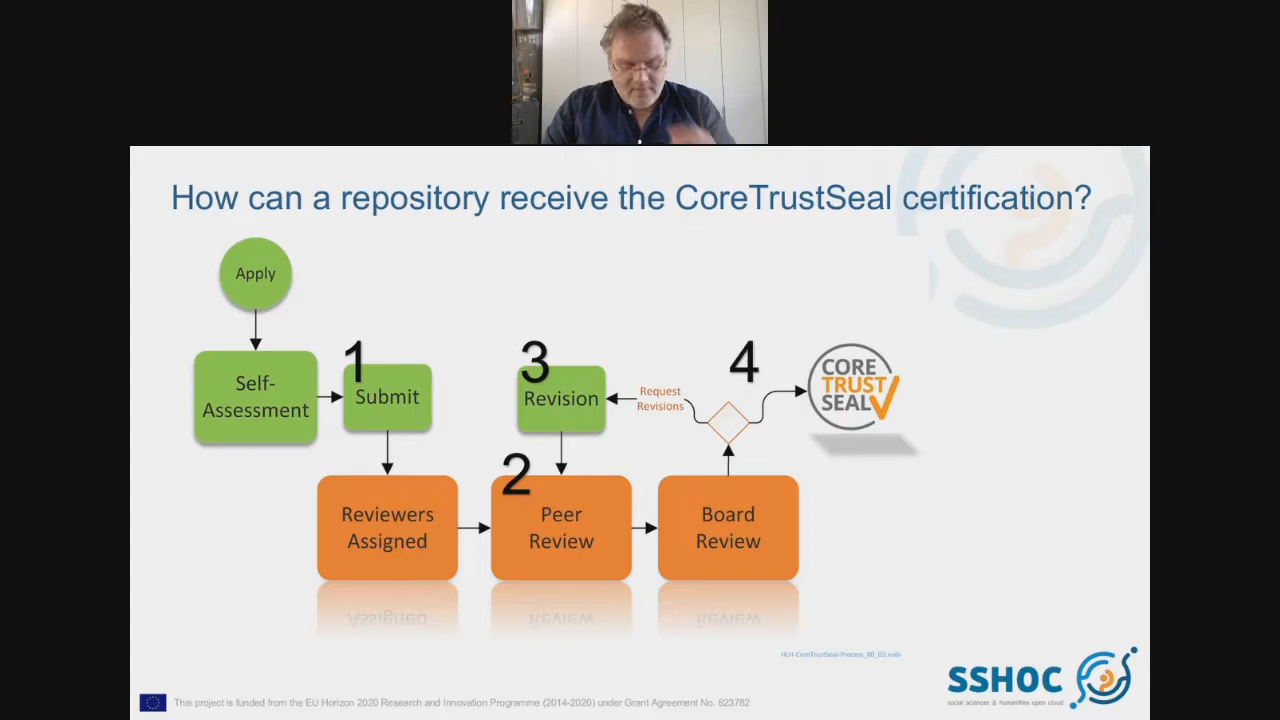 How can a repository receive the CoreTrustSeal certification?
Apply
Self-
Assessment
1
Submit
3
Revision
Request
Revisions
4
CORE
TRUST
SEAL
Reviewers
Assigned
2
Peer
Review
Board
Review
SSHOC
social sciences & humanities open cloud
This project is funded from the EU Horizon 2020 Research and Innovation Programme (2014-2020) under Grant Agreement No. 823782